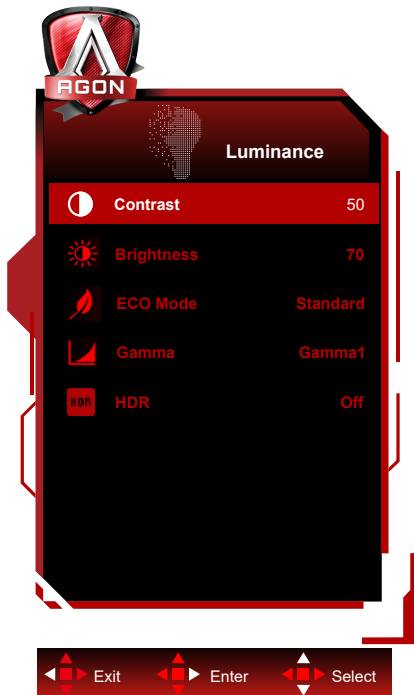 AGON
Luminance
Contrast 50
Brightness 70
ECO Mode Standard
Gamma Gamma1
HDR HDR Off
Exit Enter Select